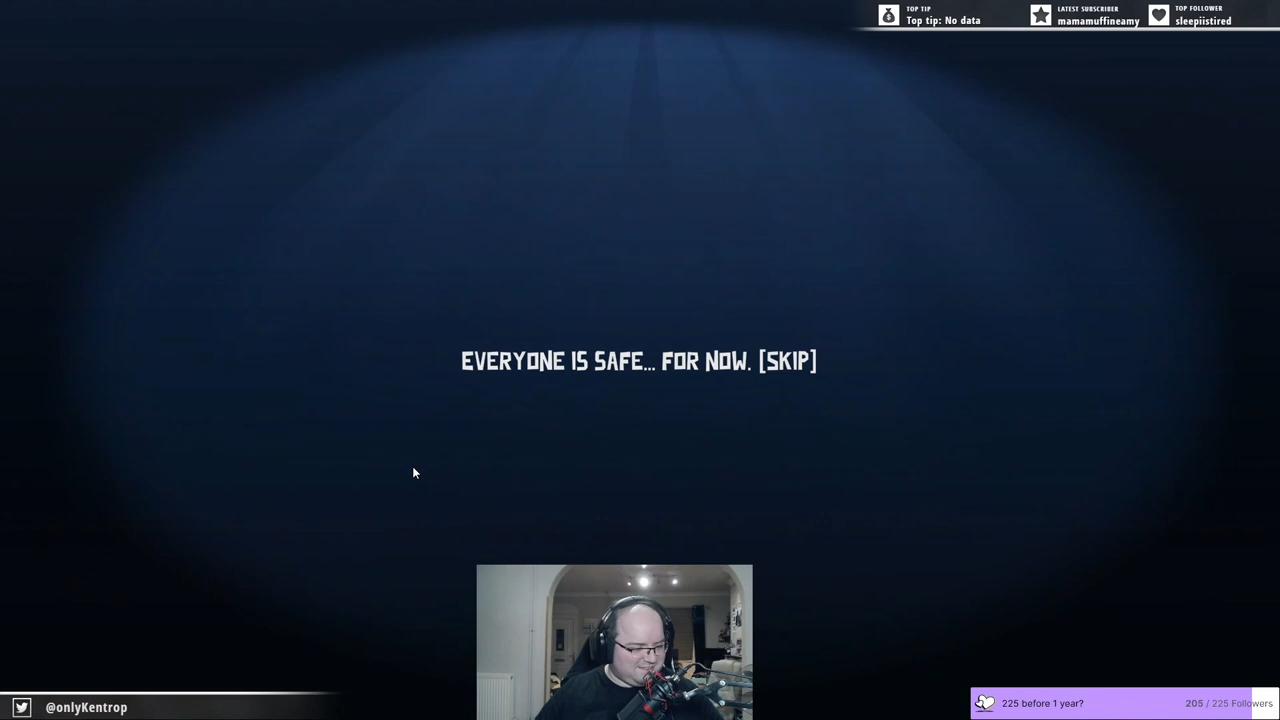 TOP TIP
Top tip: No data
LATEST SUBSCRIBER
mamamuffineamy
TOP FOLLOWER
sleepiistired
EVERYONE IS SAFE... FOR NOW. [SKIP]
@onlyKentrop
225 before 1 year?
205 / 225 Followers